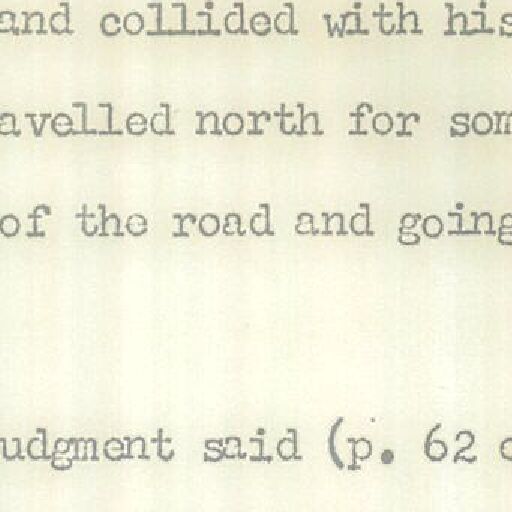 and collided with his
avelled north for som
of the road and going
udgment said (p. 62